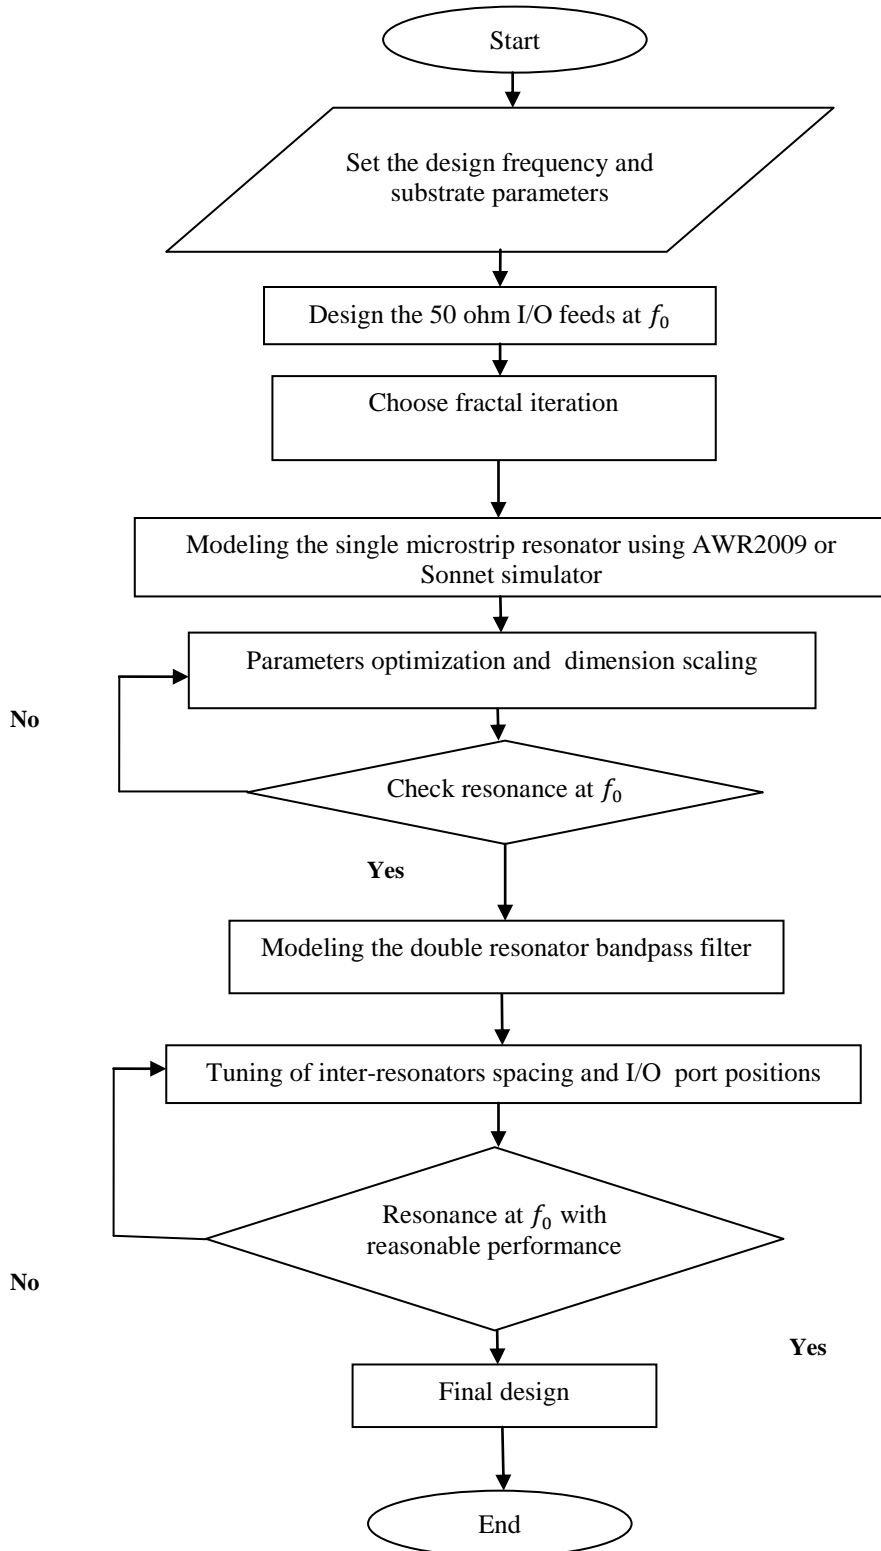 Start
Set the design frequency and
substrate parameters
Design the 50 ohm I/O feeds at f₀
Choose fractal iteration
Modeling the single microstrip resonator using AWR2009 or
Sonnet simulator
Parameters optimization and dimension scaling
No
Check resonance at f₀
Yes
Modeling the double resonator bandpass filter
Tuning of inter-resonators spacing and I/O port positions
Resonance at f₀ with
reasonable performance
No
Yes
Final design
End